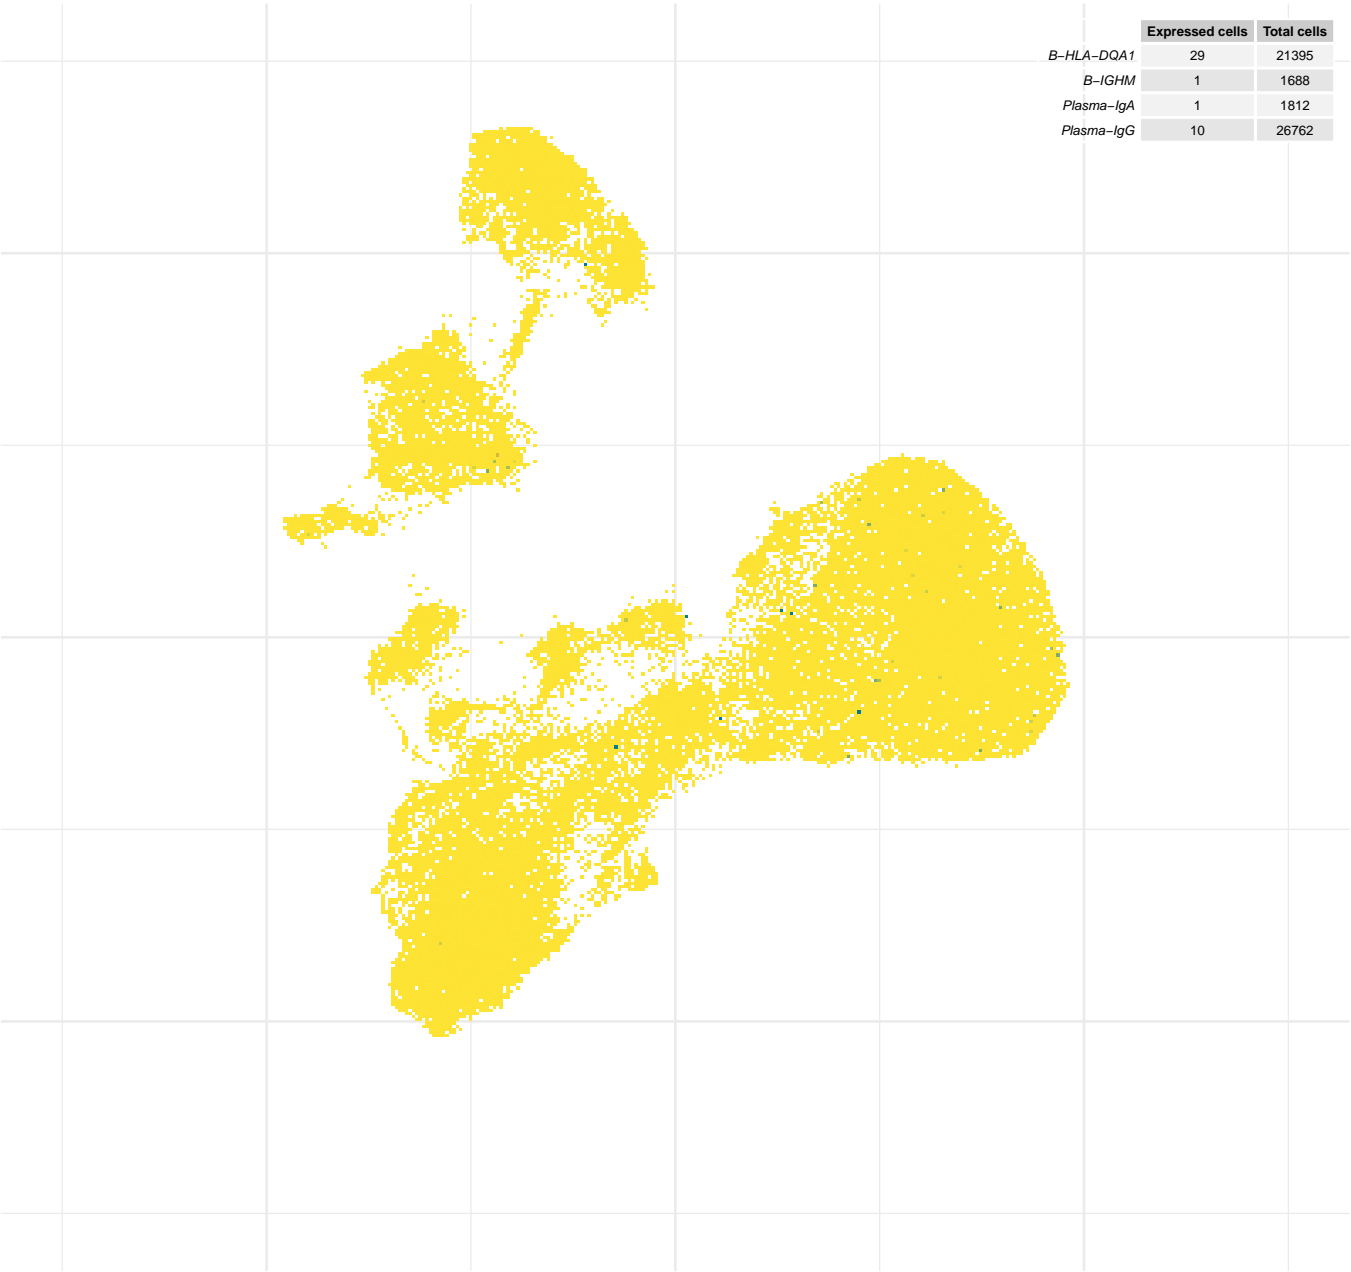 Expressed cells Total cells
B−HLA−DQA1 29 21395
B−IGHM 1 1688
Plasma−IgA 1 1812
Plasma−IgG 10 26762